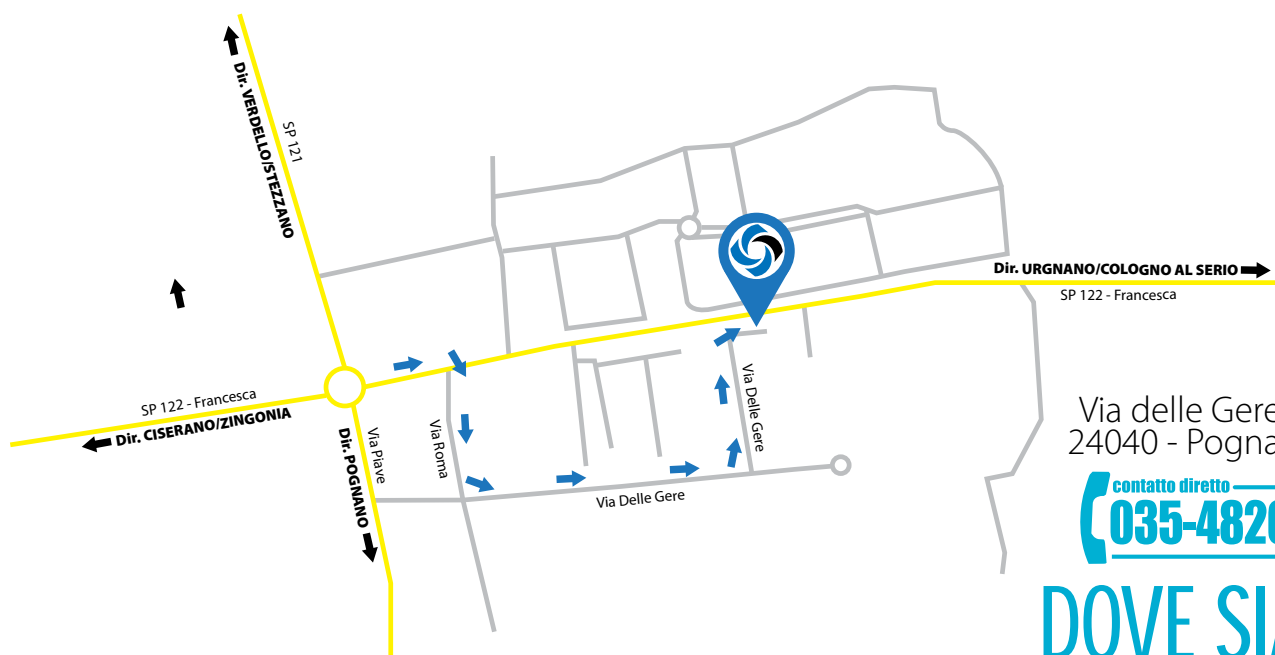 Dir. VERDELLO/STEZZANO
SP 121
Dir. URGNANO/COLOGNO AL SERIO
SP 122 - Francesca
SP 122 - Francesca
Dir. CISERANO/ZINGONIA
Dir. POGNANO
Via Piave
Via Roma
Via Delle Gere
Via Delle Gere
Via delle Gere
24040 - Pogna
contatto diretto
035-4820
DOVE SIA